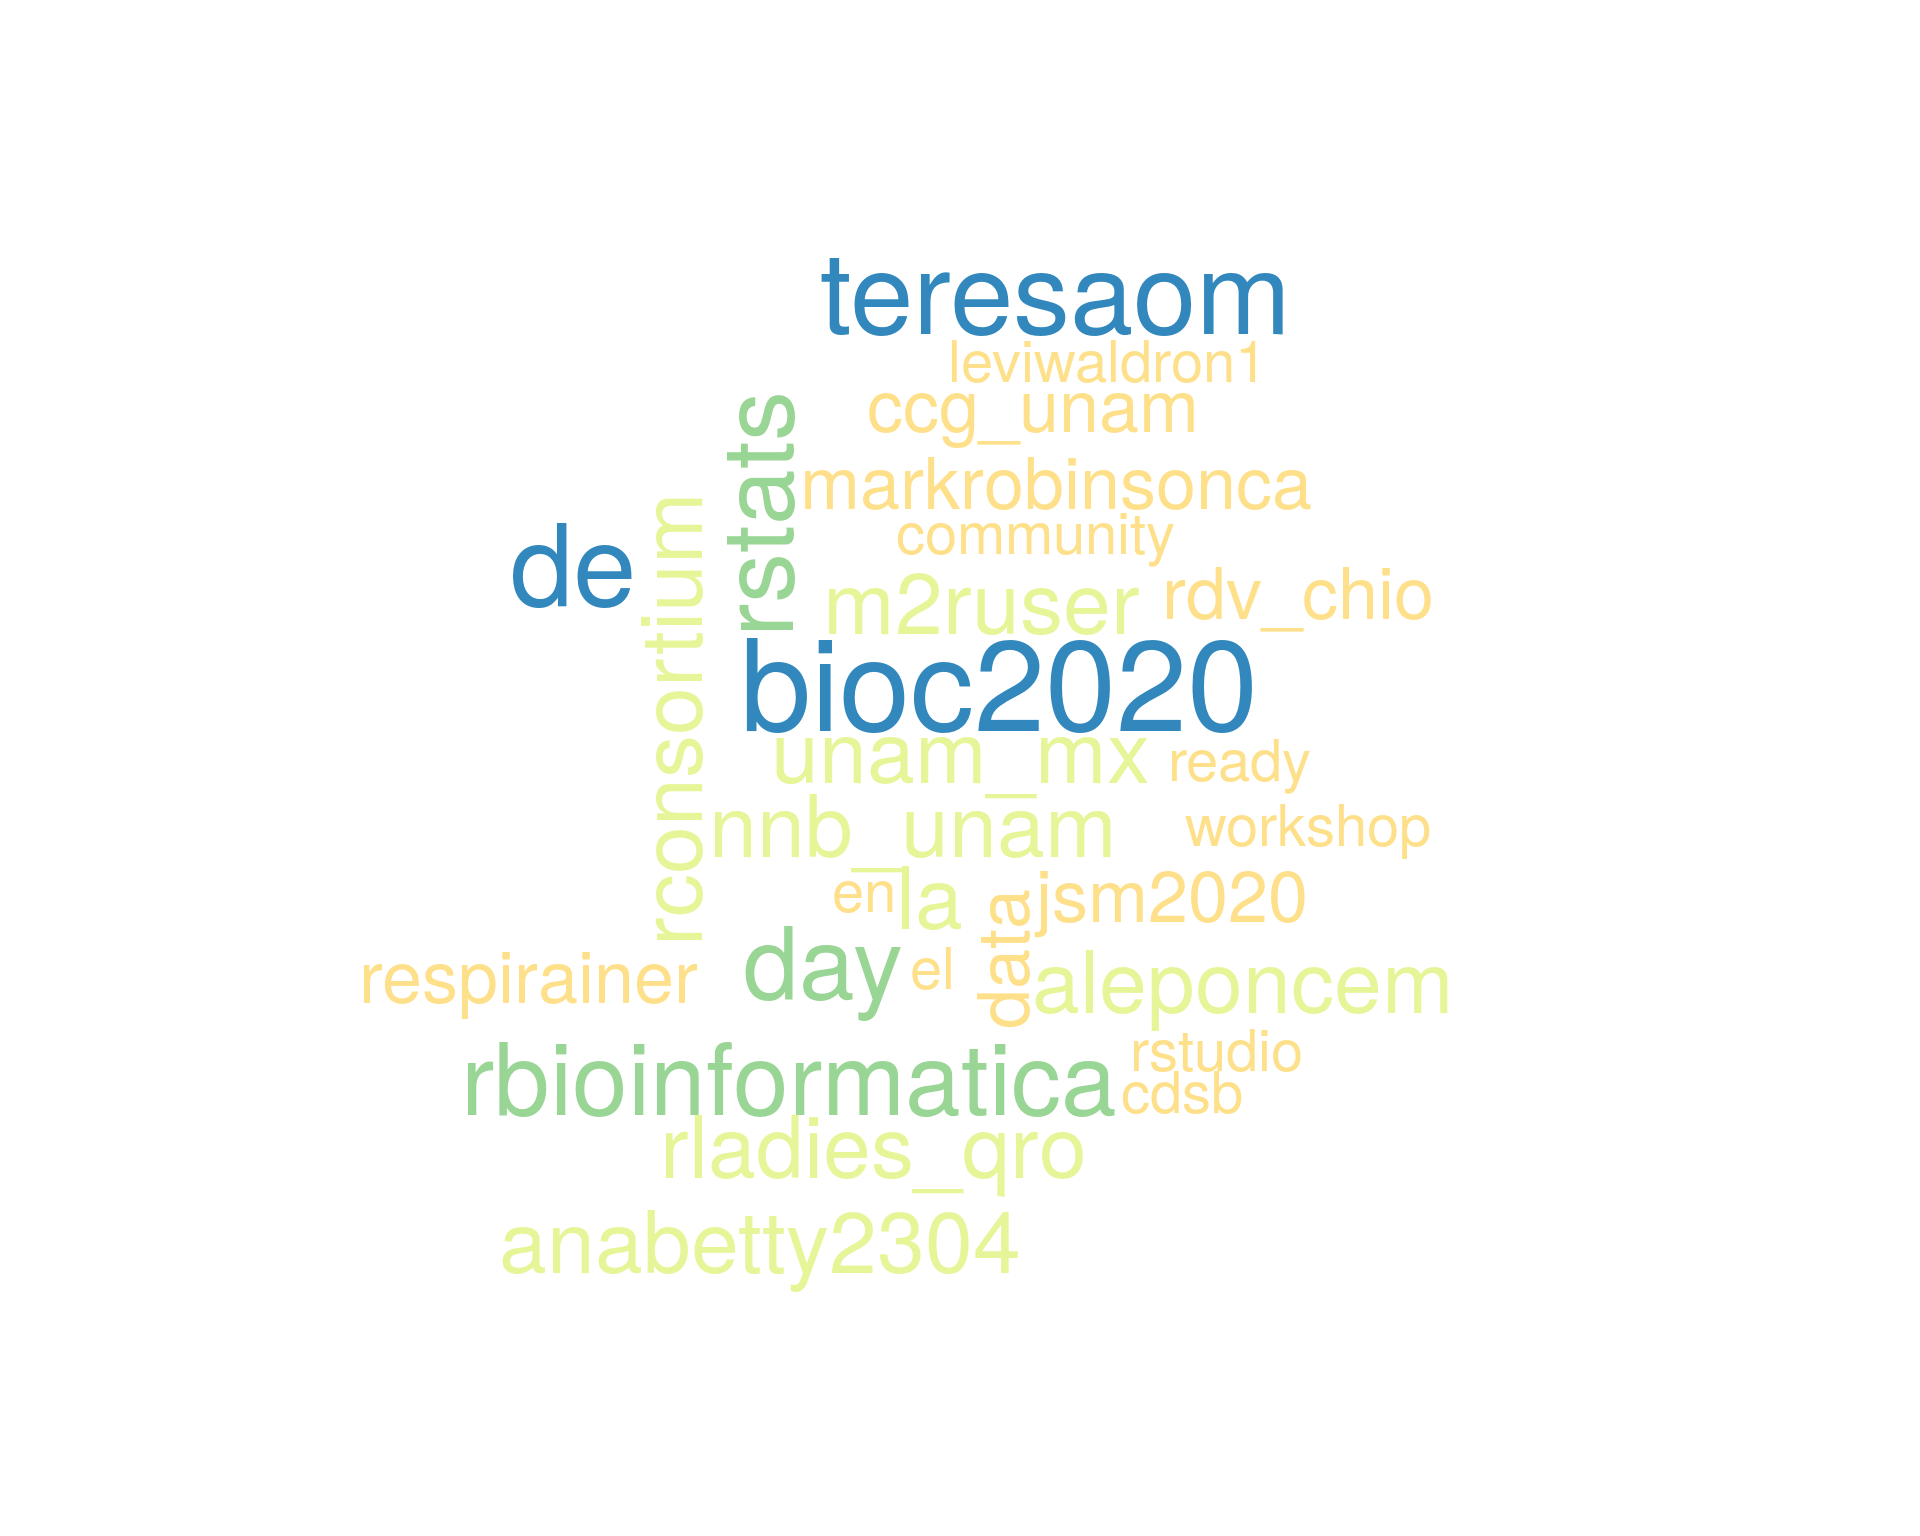 teresaom
leviwaldron1
ccg_unam
rstats
markrobinsonca
community
de
rconsortium
m2ruser
rdv_chio
bioc2020
unam_mx
ready
nnb_unam
workshop
en
la
data
jsm2020
respirainer
day
el
aleponcem
rbioinformatica
rstudio
cdsb
rladies_qro
anabetty2304